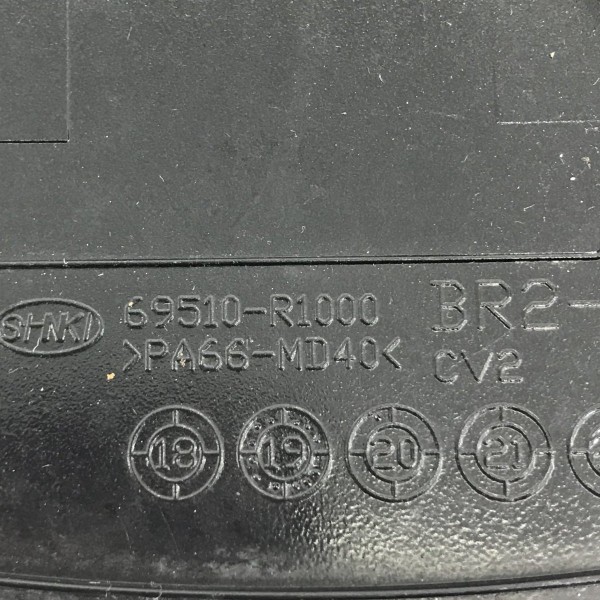 SHNKI 69510-R1000 BR2-
>PA66-MD40< CV2
18 19 20 21